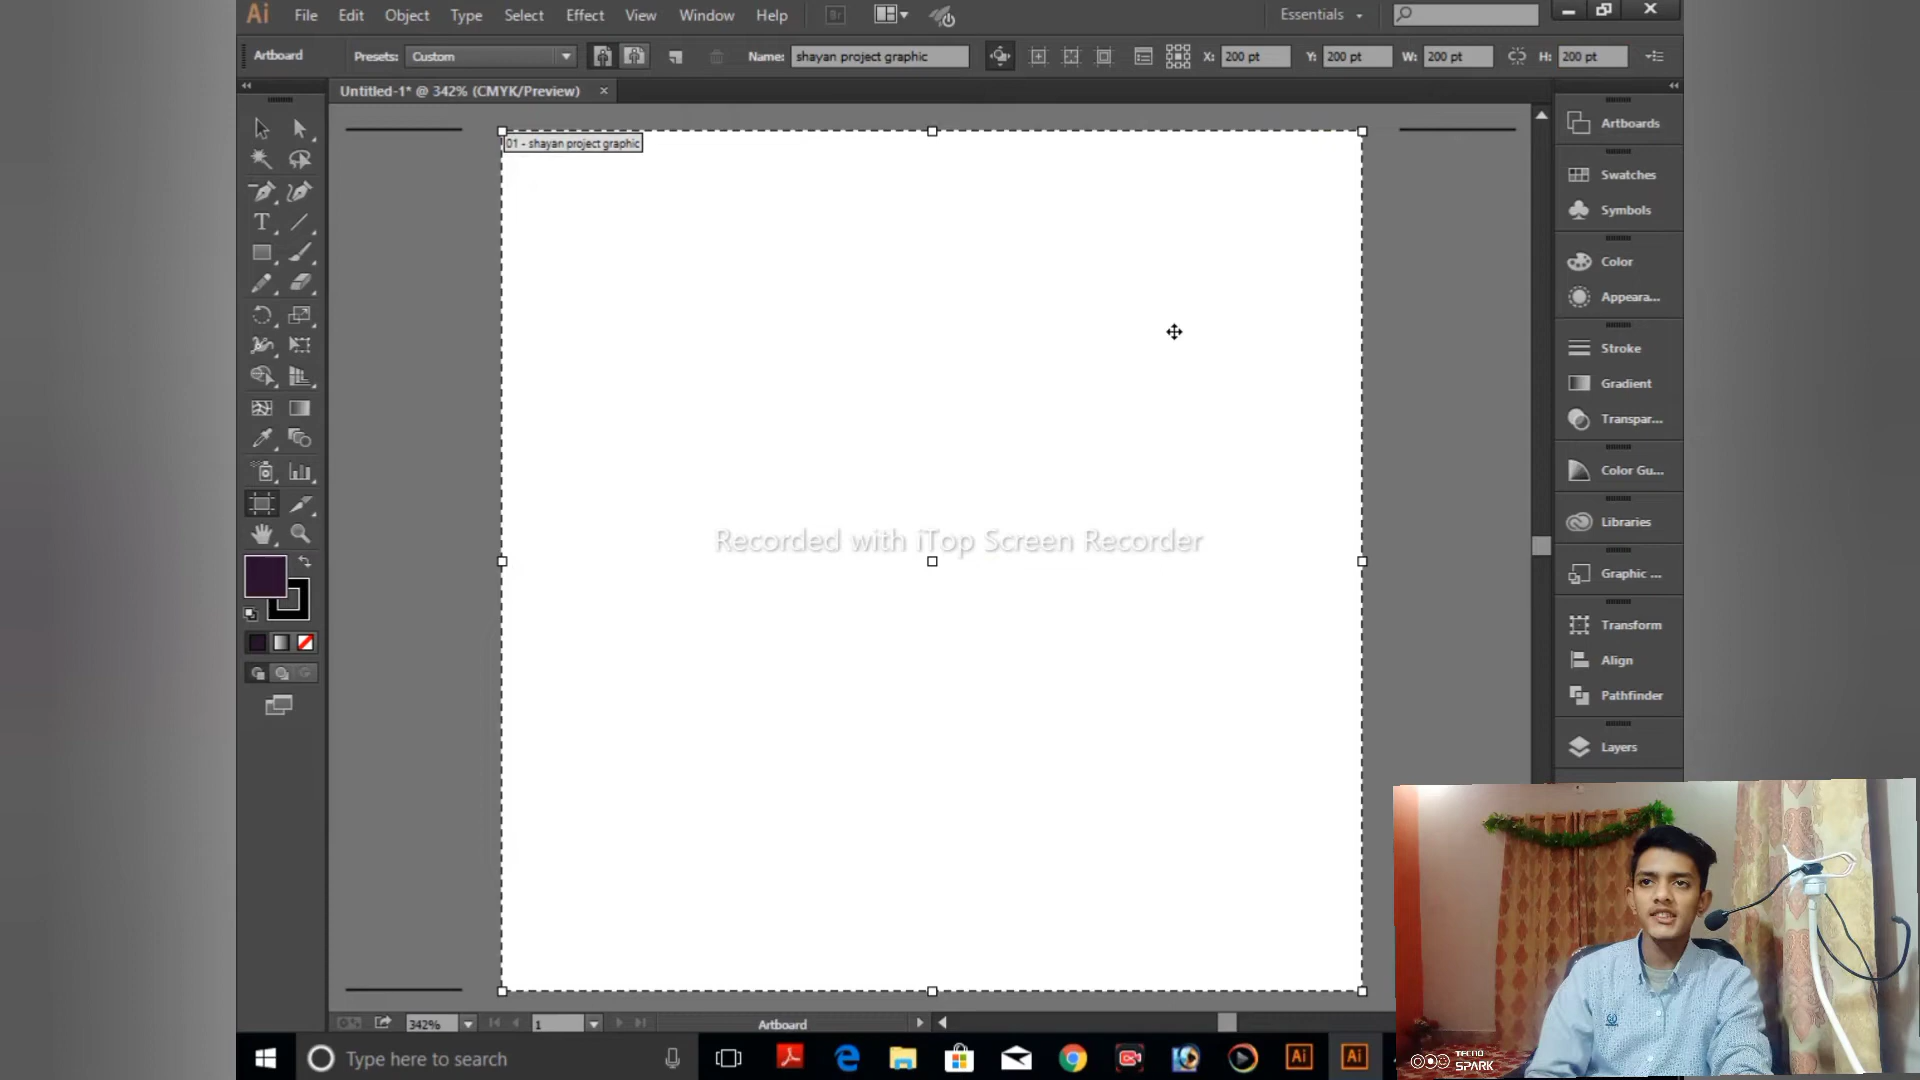 Ai File Edit Object Type Select Effect View Window Help Br Essentials
Artboard Presets: Custom Name: shayan project graphic X: 200 pt Y: 200 pt W: 200 pt H: 200 pt
Untitled-1* @ 342% (CMYK/Preview) ×
01 - shayan project graphic
Artboards
Swatches
Symbols
Color
Appeara...
Stroke
Gradient
Transpar...
Color Gu...
Libraries
Graphic ...
Transform
Align
Pathfinder
Layers
T
Recorded with iTop Screen Recorder
342% 1 Artboard
Type here to search
Ai Ai
TECNO
SPARK